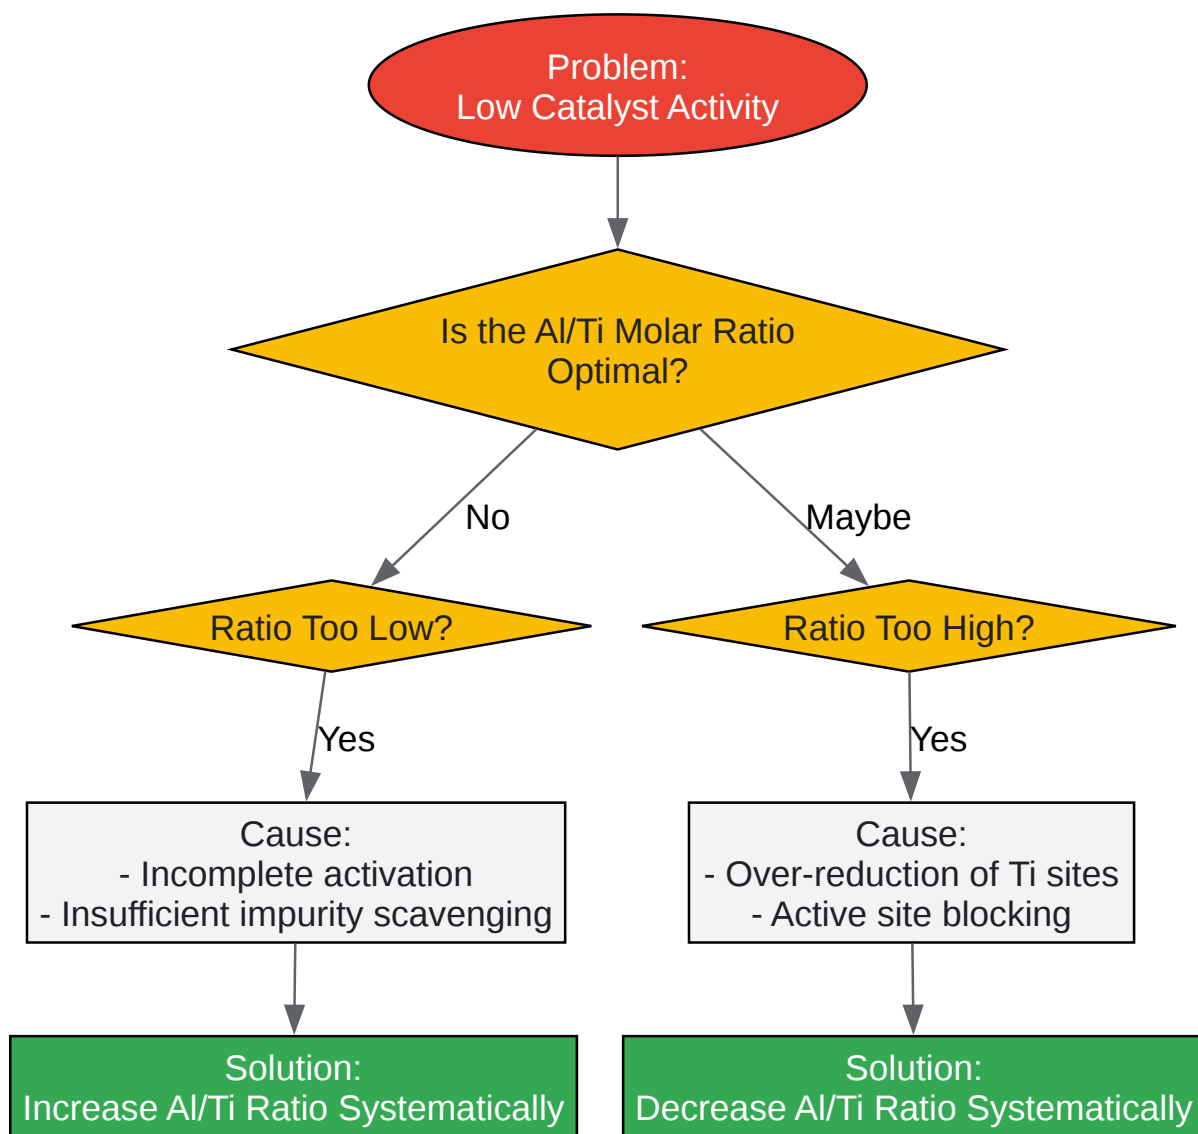 Problem:
Low Catalyst Activity
Is the Al/Ti Molar Ratio
Optimal?
No
Maybe
Ratio Too Low?
Ratio Too High?
Yes
Yes
Cause:
- Incomplete activation
- Insufficient impurity scavenging
Cause:
- Over-reduction of Ti sites
- Active site blocking
Solution:
Increase Al/Ti Ratio Systematically
Solution:
Decrease Al/Ti Ratio Systematically